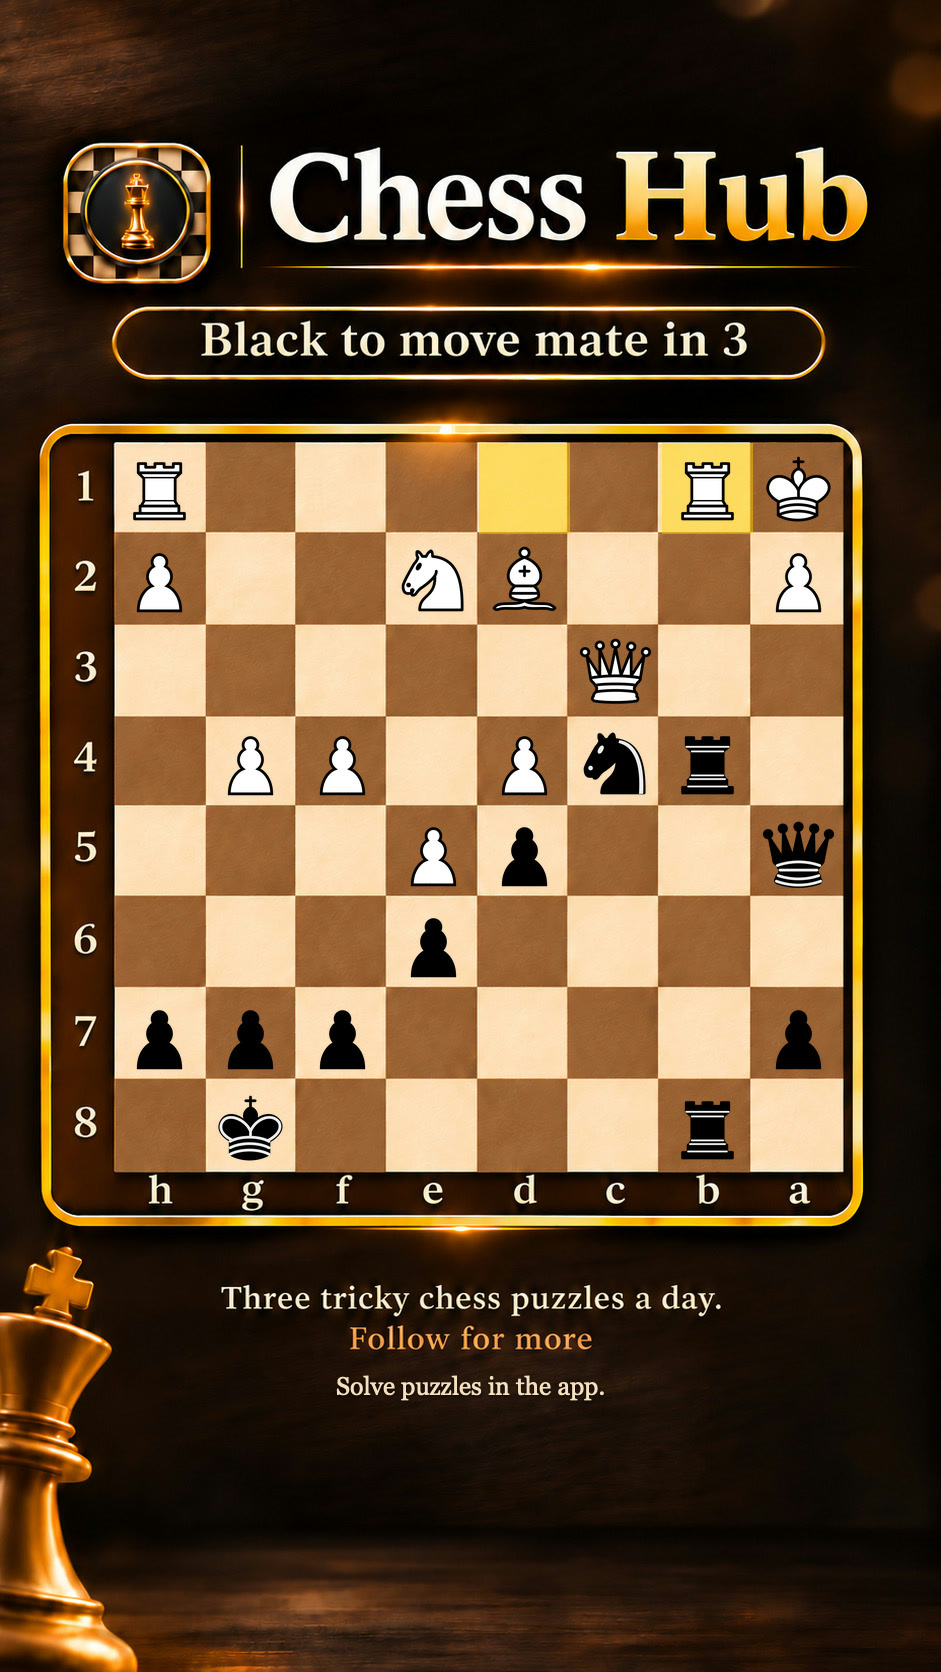 Chess Hub
Black to move mate in 3
1
2
3
4
5
6
7
8
h g f e d c b a
Three tricky chess puzzles a day.
Follow for more
Solve puzzles in the app.